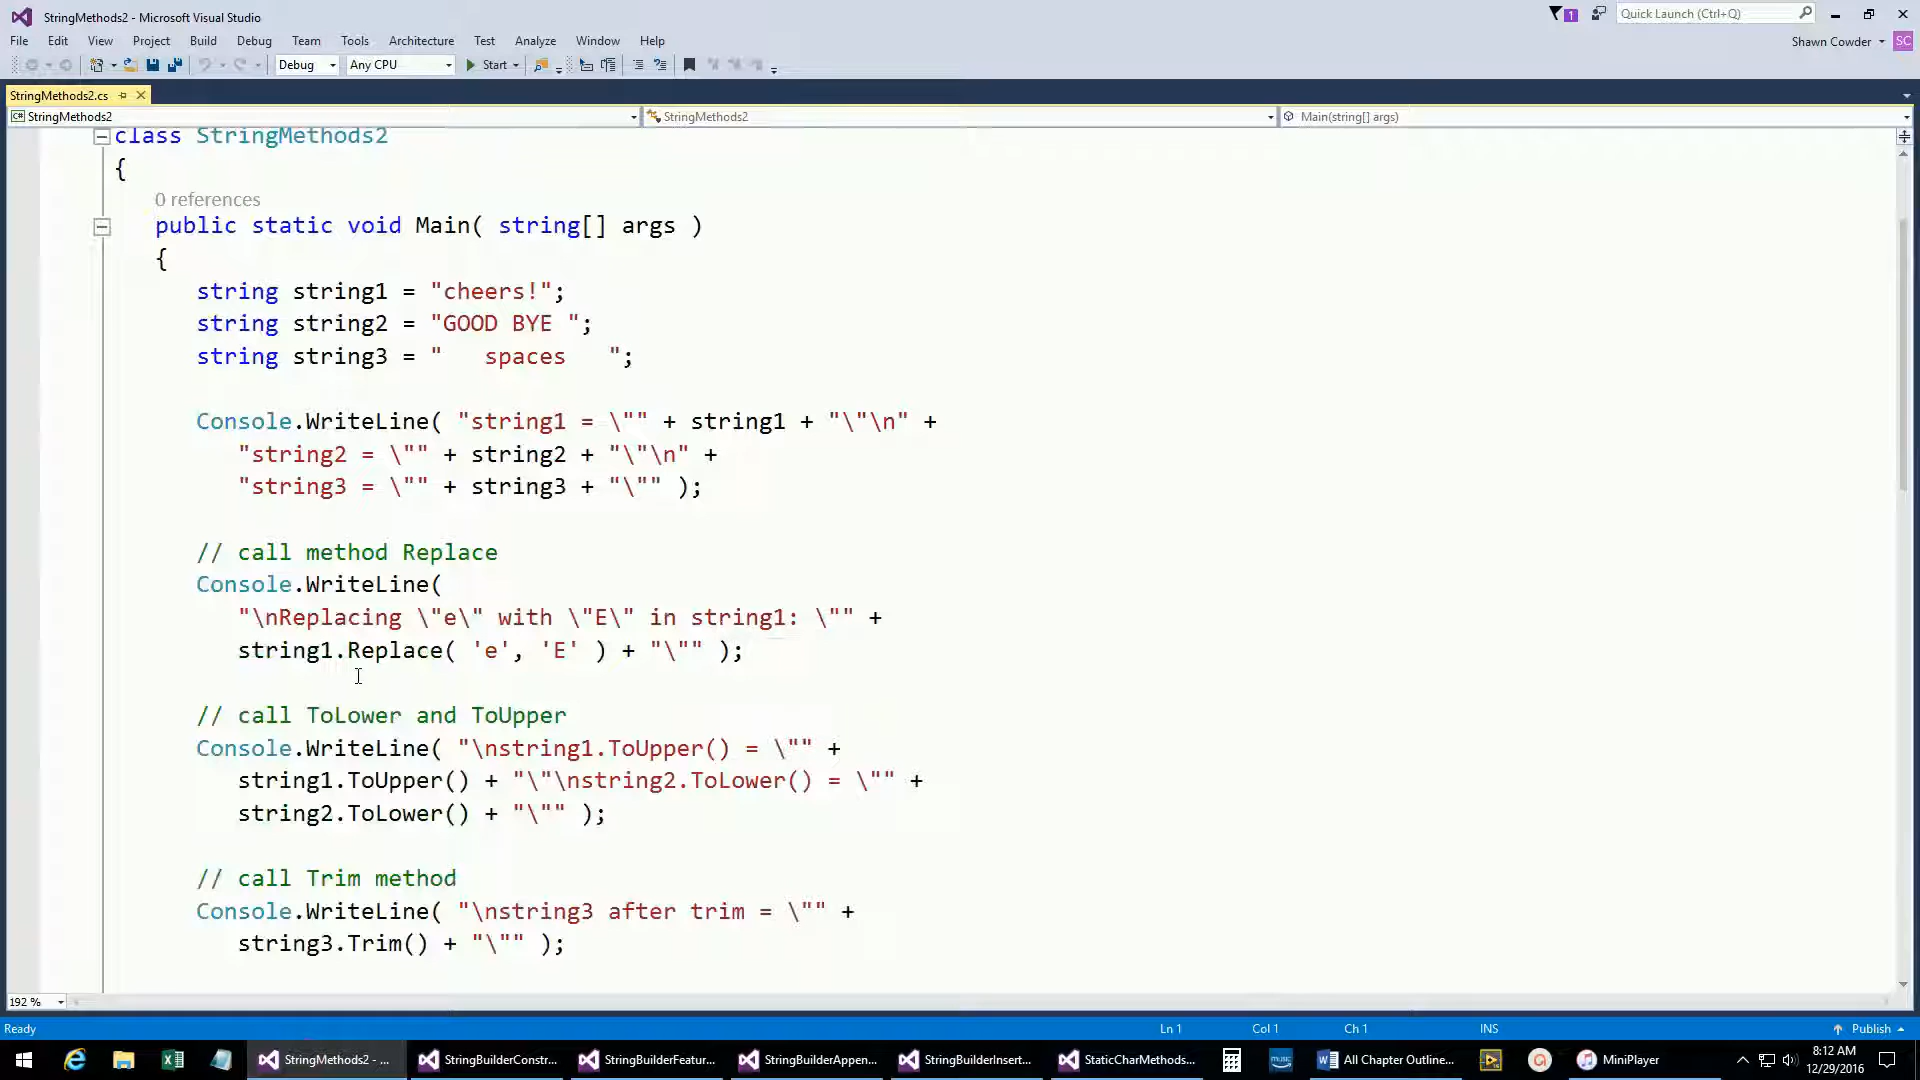 StringMethods2 - Microsoft Visual Studio
1
Quick Launch (Ctrl+Q)
File Edit View Project Build Debug Team Tools Architecture Test Analyze Window Help
Shawn Cowder
SC
Debug Any CPU Start
StringMethods2.cs
C# StringMethods2
StringMethods2
Main(string[] args)
class StringMethods2
{
0 references
public static void Main( string[] args )
{
string string1 = "cheers!";
string string2 = "GOOD BYE ";
string string3 = "   spaces   ";
Console.WriteLine( "string1 = \"" + string1 + "\"\n" +
"string2 = \"" + string2 + "\"\n" +
"string3 = \"" + string3 + "\"" );
// call method Replace
Console.WriteLine(
"\nReplacing \"e\" with \"E\" in string1: \"" +
string1.Replace( 'e', 'E' ) + "\"" );
// call ToLower and ToUpper
Console.WriteLine( "\nstring1.ToUpper() = \"" +
string1.ToUpper() + "\"\nstring2.ToLower() = \"" +
string2.ToLower() + "\"" );
// call Trim method
Console.WriteLine( "\nstring3 after trim = \"" +
string3.Trim() + "\"" );
192 %
Ready
Ln 1
Col 1
Ch 1
INS
Publish
StringMethods2 - ...
StringBuilderConstr...
StringBuilderFeatur...
StringBuilderAppen...
StringBuilderInsert...
StaticCharMethods...
music
All Chapter Outline...
MiniPlayer
8:12 AM
12/29/2016